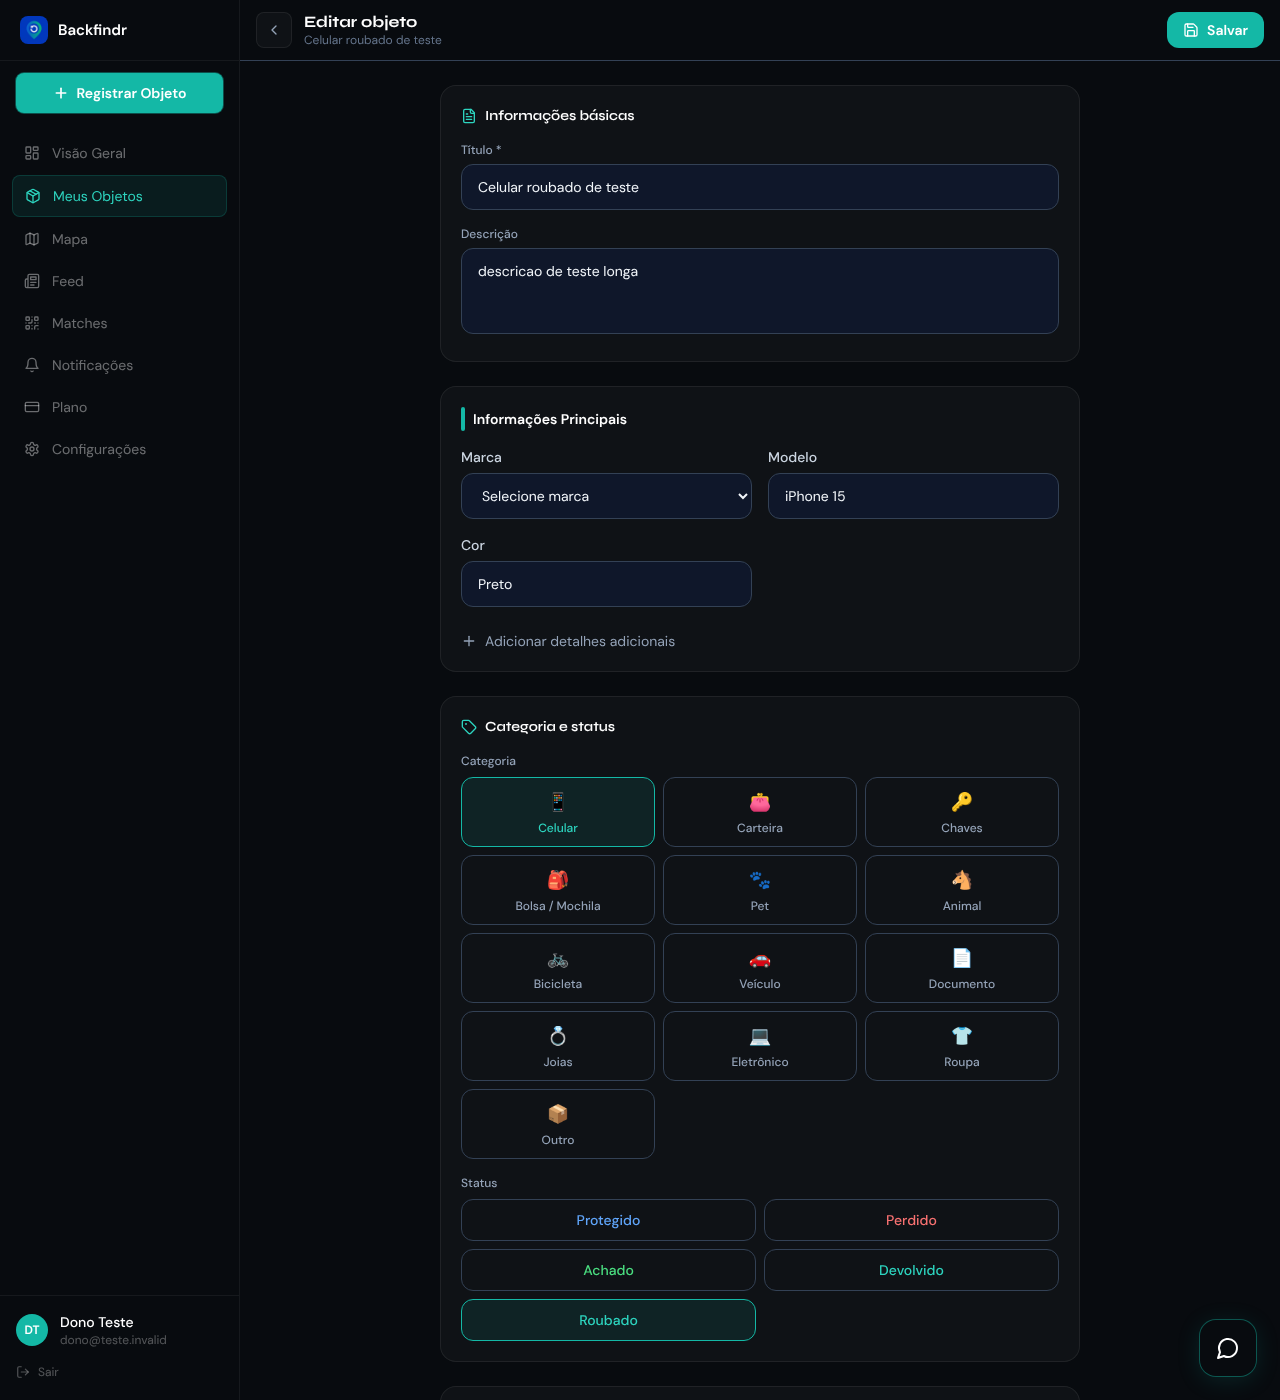 Backfindr
Editar objeto
Celular roubado de teste
Salvar
Registrar Objeto
Visão Geral
Meus Objetos
Mapa
Feed
Matches
Notificações
Plano
Configurações
Informações básicas
Título *
Celular roubado de teste
Descrição
descricao de teste longa
Informações Principais
Marca
Modelo
Selecione marca
iPhone 15
Cor
Preto
Adicionar detalhes adicionais
Categoria e status
Categoria
Celular
Carteira
Chaves
Bolsa / Mochila
Pet
Animal
Bicicleta
Veículo
Documento
Joias
Eletrônico
Roupa
Outro
Status
Protegido
Perdido
Achado
Devolvido
Roubado
DT
Dono Teste
dono@teste.invalid
Sair